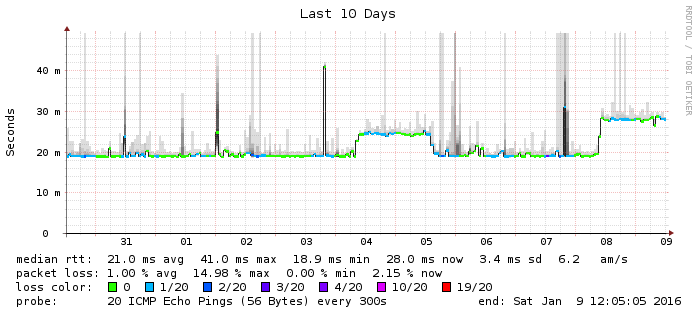 Last 10 Days
RRDTOOL / TOBI OETIKER
Seconds
40 m
30 m
20 m
10 m
0
31 01 02 03 04 05 06 07 08 09
median rtt: 21.0 ms avg 41.0 ms max 18.9 ms min 28.0 ms now 3.4 ms sd 6.2 am/s
packet loss: 1.00 % avg 14.98 % max 0.00 % min 2.15 % now
loss color: 0 1/20 2/20 3/20 4/20 10/20 19/20
probe: 20 ICMP Echo Pings (56 Bytes) every 300s end: Sat Jan 9 12:05:05 2016